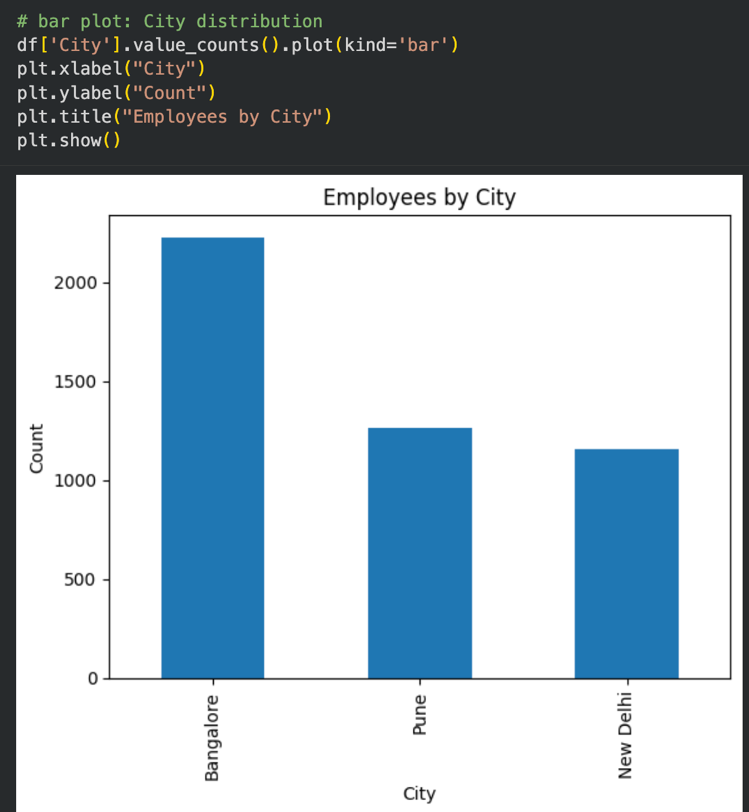 # bar plot: City distribution
df['City'].value_counts().plot(kind='bar')
plt.xlabel("City")
plt.ylabel("Count")
plt.title("Employees by City")
plt.show()
Employees by City
2000
1500
1000
500
0
Count
Bangalore
Pune
New Delhi
City